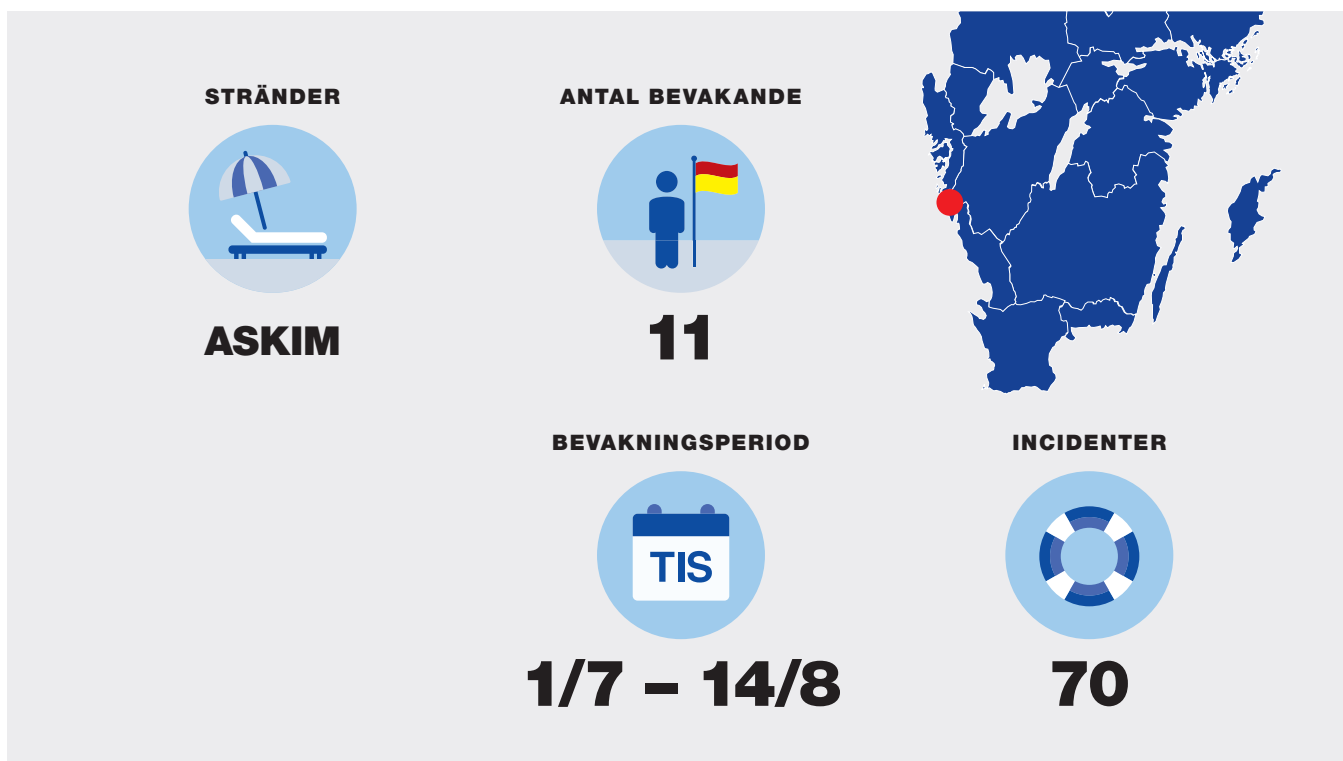 STRÄNDER
ASKIM
ANTAL BEVAKANDE
11
BEVAKNINGSPERIOD
TIS
1/7 – 14/8
INCIDENTER
70